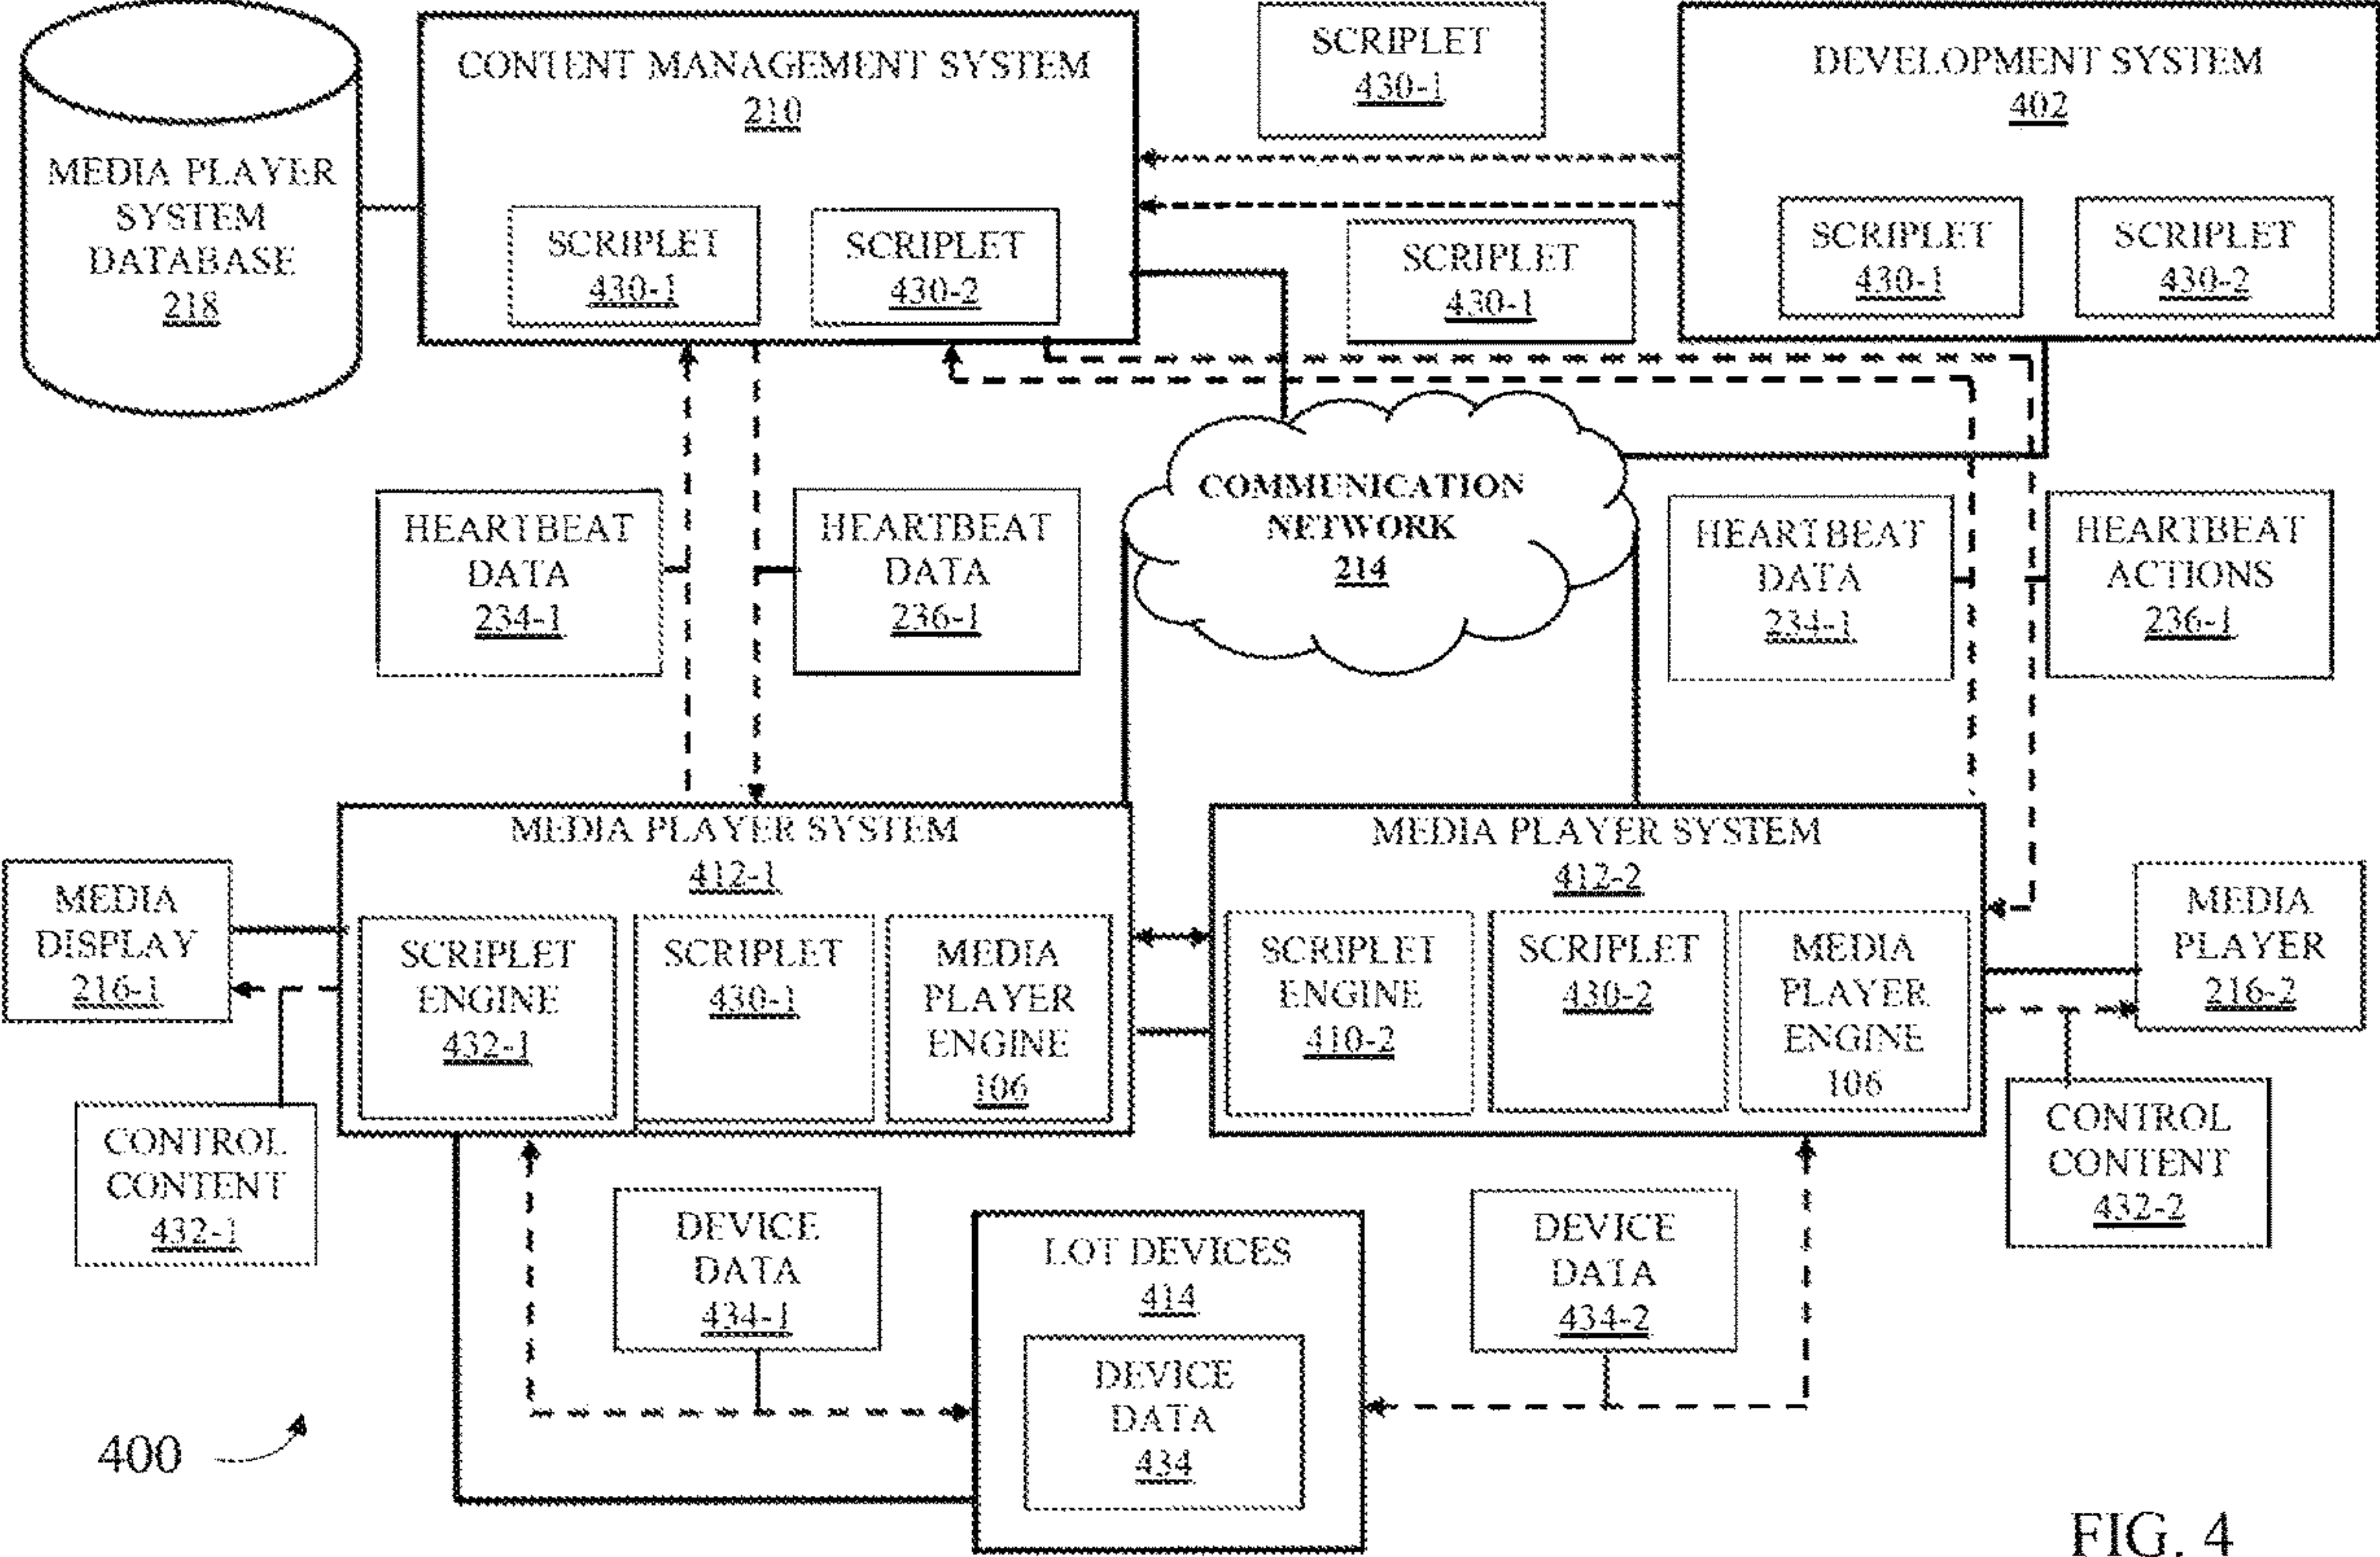 MEDIA PLAYER
SYSTEM
DATABASE
218
CONTENT MANAGEMENT SYSTEM
210
SCRIPLET
430-1
SCRIPLET
430-2
SCRIPLET
430-1
SCRIPLET
430-1
DEVELOPMENT SYSTEM
402
SCRIPLET
430-1
SCRIPLET
430-2
HEARTBEAT
DATA
234-1
HEARTBEAT
DATA
236-1
COMMUNICATION
NETWORK
214
HEARTBEAT
DATA
234-1
HEARTBEAT
ACTIONS
236-1
MEDIA
DISPLAY
216-1
MEDIA PLAYER SYSTEM
412-1
SCRIPLET
ENGINE
432-1
SCRIPLET
430-1
MEDIA
PLAYER
ENGINE
106
MEDIA PLAYER SYSTEM
412-2
SCRIPLET
ENGINE
410-2
SCRIPLET
430-2
MEDIA
PLAYER
ENGINE
106
MEDIA
PLAYER
216-2
CONTROL
CONTENT
432-1
DEVICE
DATA
434-1
LOT DEVICES
414
DEVICE
DATA
434
DEVICE
DATA
434-2
CONTROL
CONTENT
432-2
400
FIG. 4